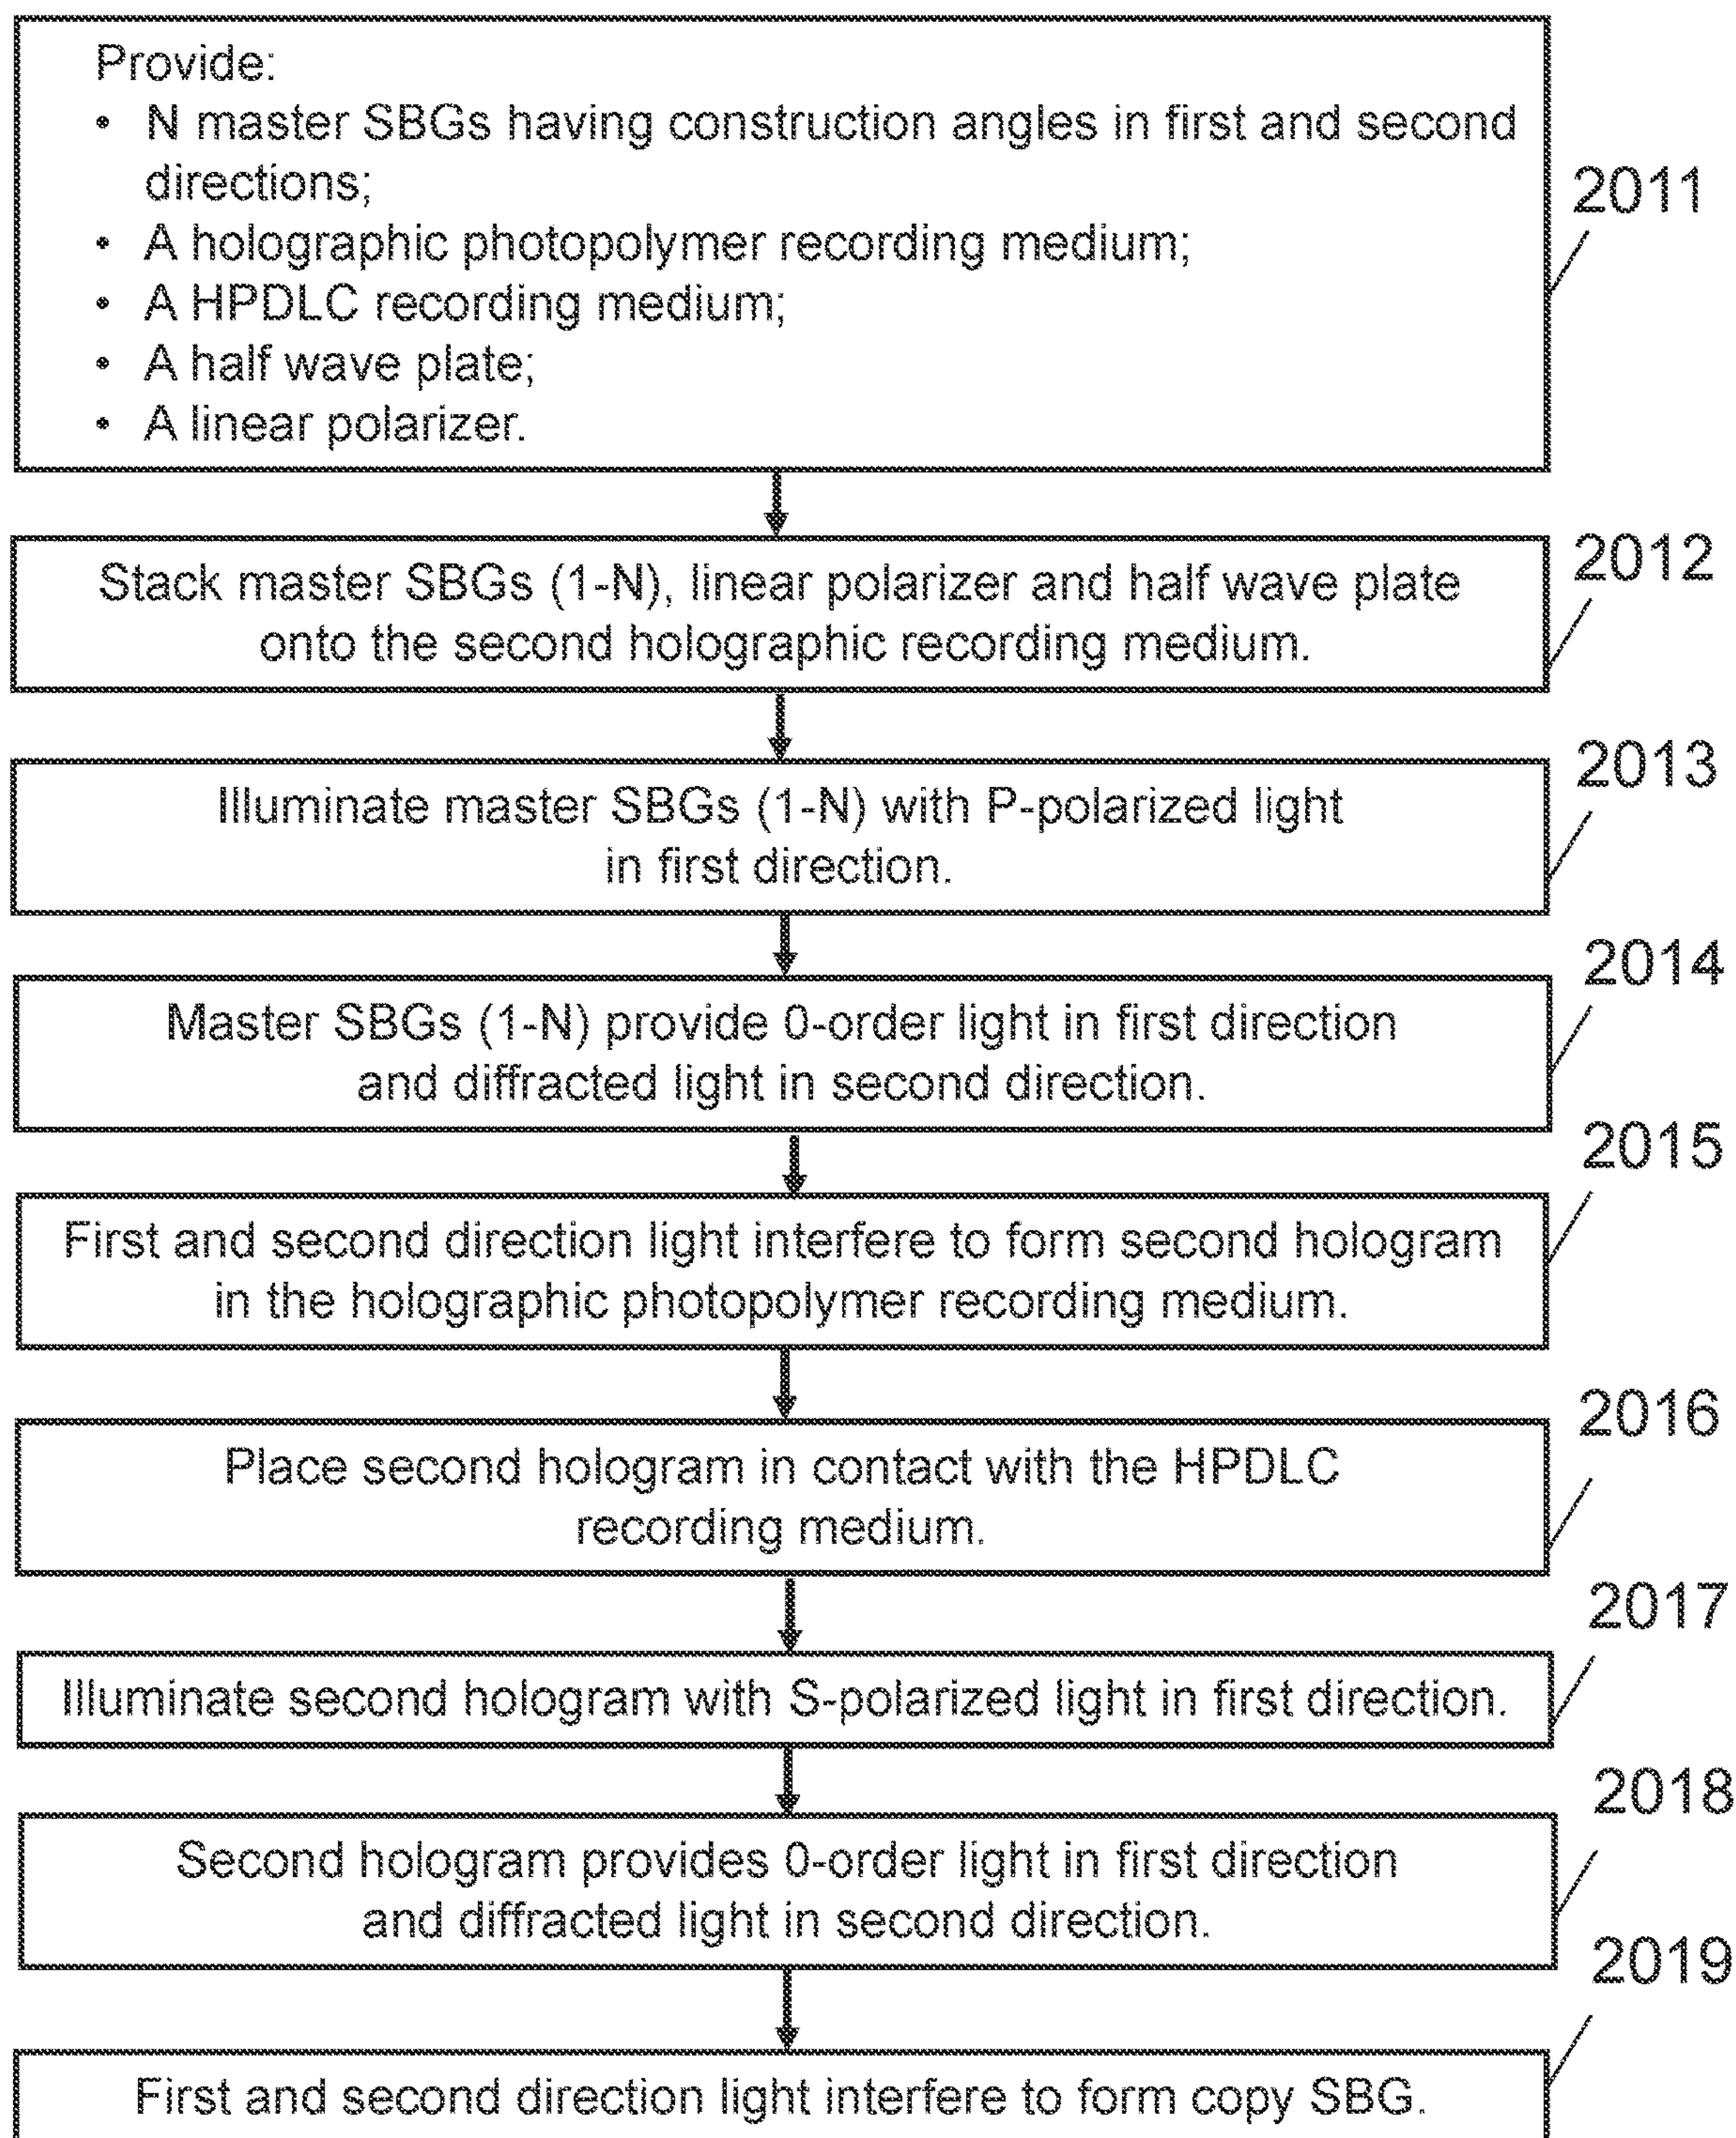 Provide:
• N master SBGs having construction angles in first and second
directions;
• A holographic photopolymer recording medium;
• A HPDLC recording medium;
• A half wave plate;
• A linear polarizer.
2011
Stack master SBGs (1-N), linear polarizer and half wave plate
onto the second holographic recording medium.
2012
Illuminate master SBGs (1-N) with P-polarized light
in first direction.
2013
Master SBGs (1-N) provide 0-order light in first direction
and diffracted light in second direction.
2014
First and second direction light interfere to form second hologram
in the holographic photopolymer recording medium.
2015
Place second hologram in contact with the HPDLC
recording medium.
2016
Illuminate second hologram with S-polarized light in first direction.
2017
Second hologram provides 0-order light in first direction
and diffracted light in second direction.
2018
First and second direction light interfere to form copy SBG.
2019